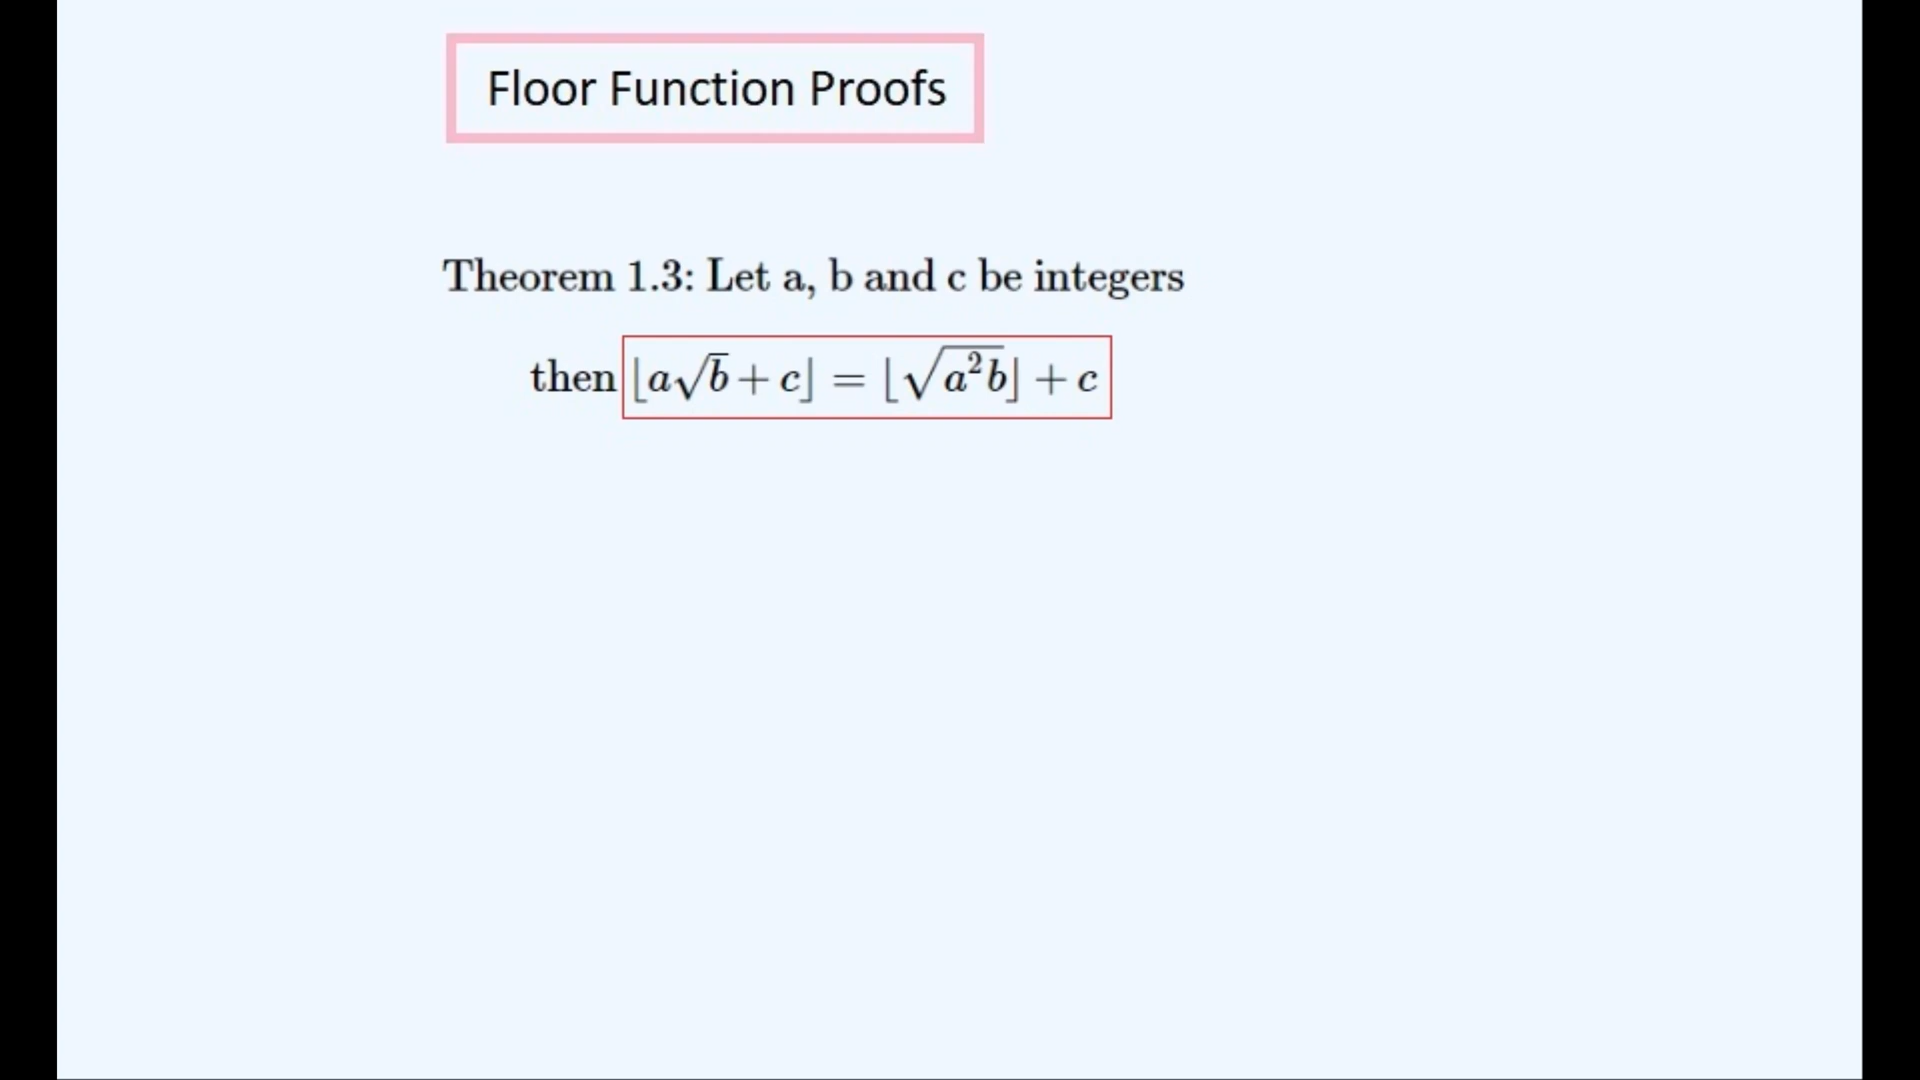 Floor Function Proofs
Theorem 1.3: Let a, b and c be integers
then ⌊a√b + c⌋ = ⌊√(a²b)⌋ + c